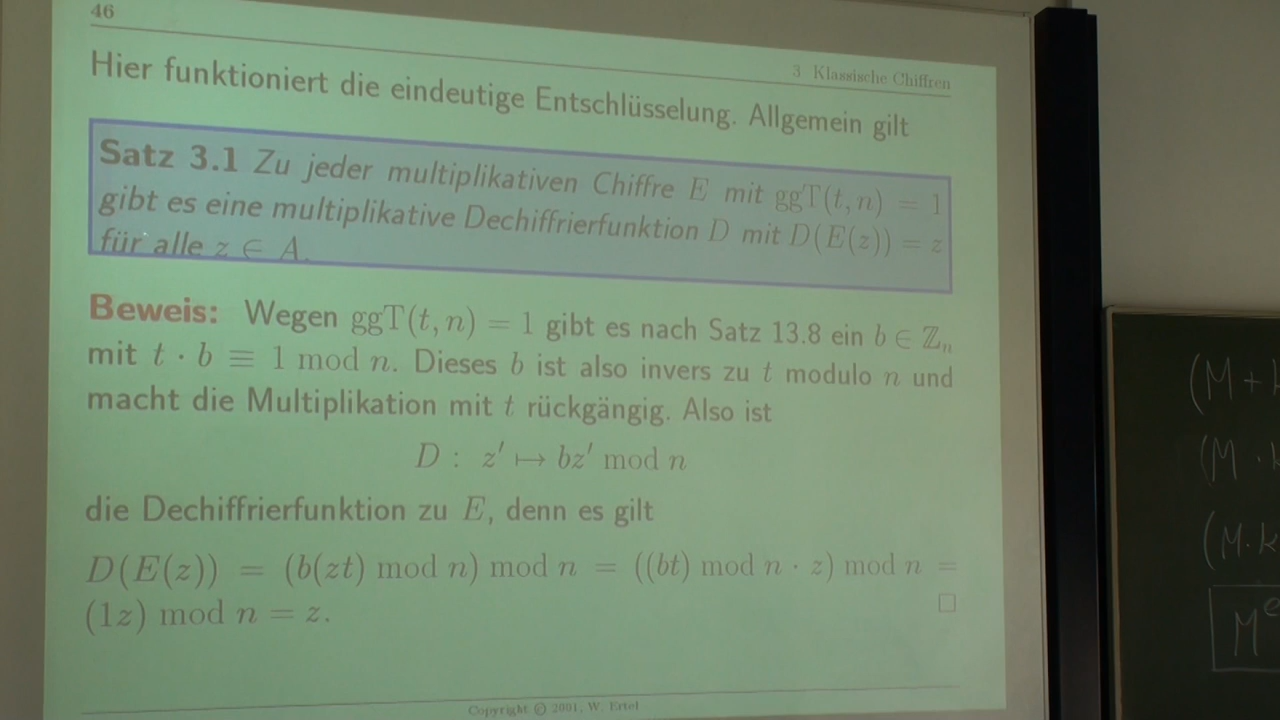 46
3 Klassische Chiffren
Hier funktioniert die eindeutige Entschlüsselung. Allgemein gilt
Satz 3.1 Zu jeder multiplikativen Chiffre E mit ggT(t, n) = 1
gibt es eine multiplikative Dechiffrierfunktion D mit D(E(z)) = z
für alle z ∈ A.
Beweis: Wegen ggT(t, n) = 1 gibt es nach Satz 13.8 ein b ∈ ℤₙ
mit t · b ≡ 1 mod n. Dieses b ist also invers zu t modulo n und
macht die Multiplikation mit t rückgängig. Also ist
D : z′ ↦ bz′ mod n
die Dechiffrierfunktion zu E, denn es gilt
D(E(z)) = (b(zt) mod n) mod n = ((bt) mod n · z) mod n =
(1z) mod n = z. □
Copyright © 2001, W. Ertel
(M +
(M ·
(M·k
Mᵉ